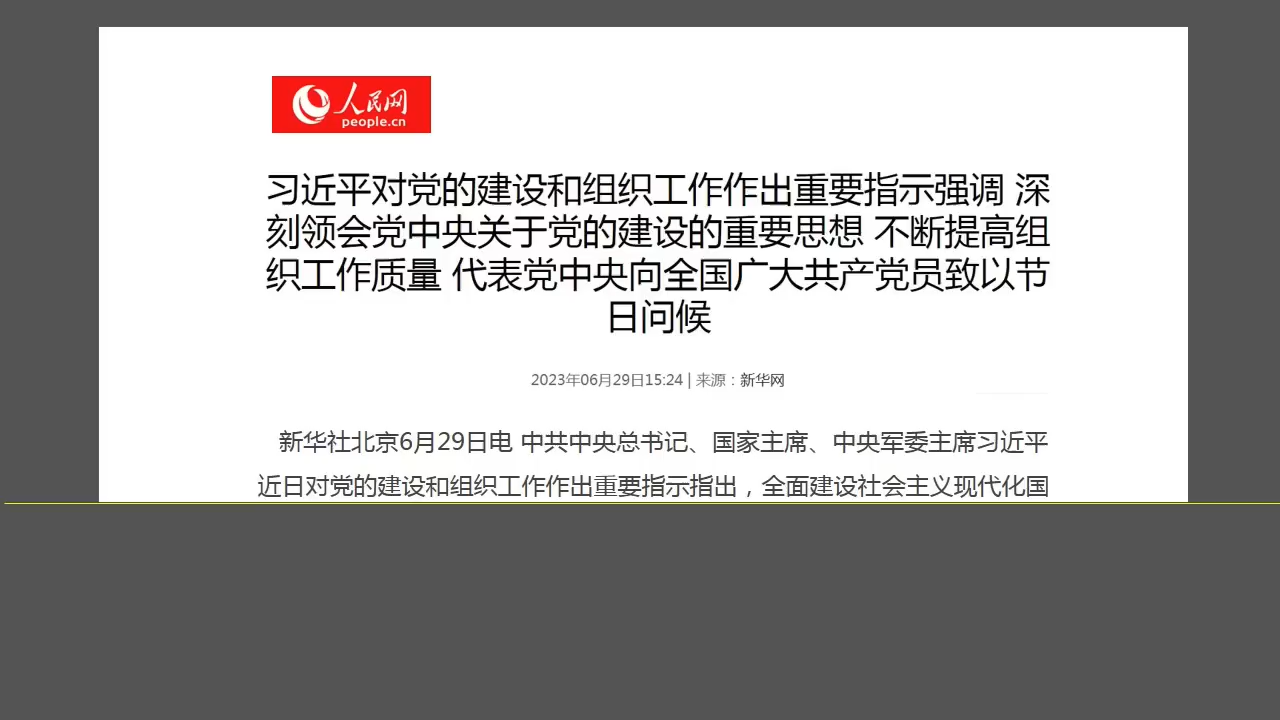 人民网
people.cn
习近平对党的建设和组织工作作出重要指示强调 深
刻领会党中央关于党的建设的重要思想 不断提高组
织工作质量 代表党中央向全国广大共产党员致以节
日问候
2023年06月29日15:24 | 来源：新华网
新华社北京6月29日电 中共中央总书记、国家主席、中央军委主席习近平
近日对党的建设和组织工作作出重要指示指出，全面建设社会主义现代化国